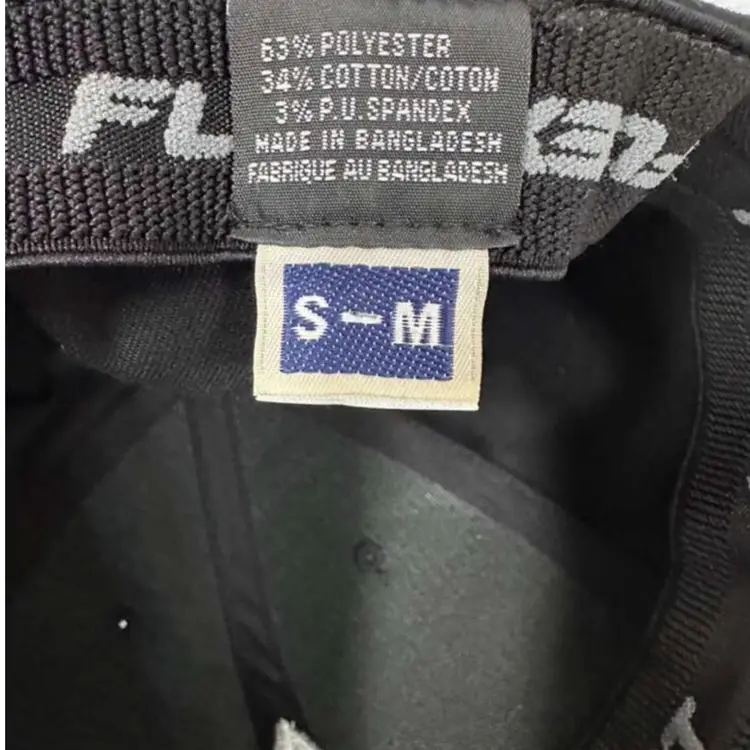 63% POLYESTER
34% COTTON/COTON
3% P.U.SPANDEX
MADE IN BANGLADESH
FABRIQUE AU BANGLADESH
S-M